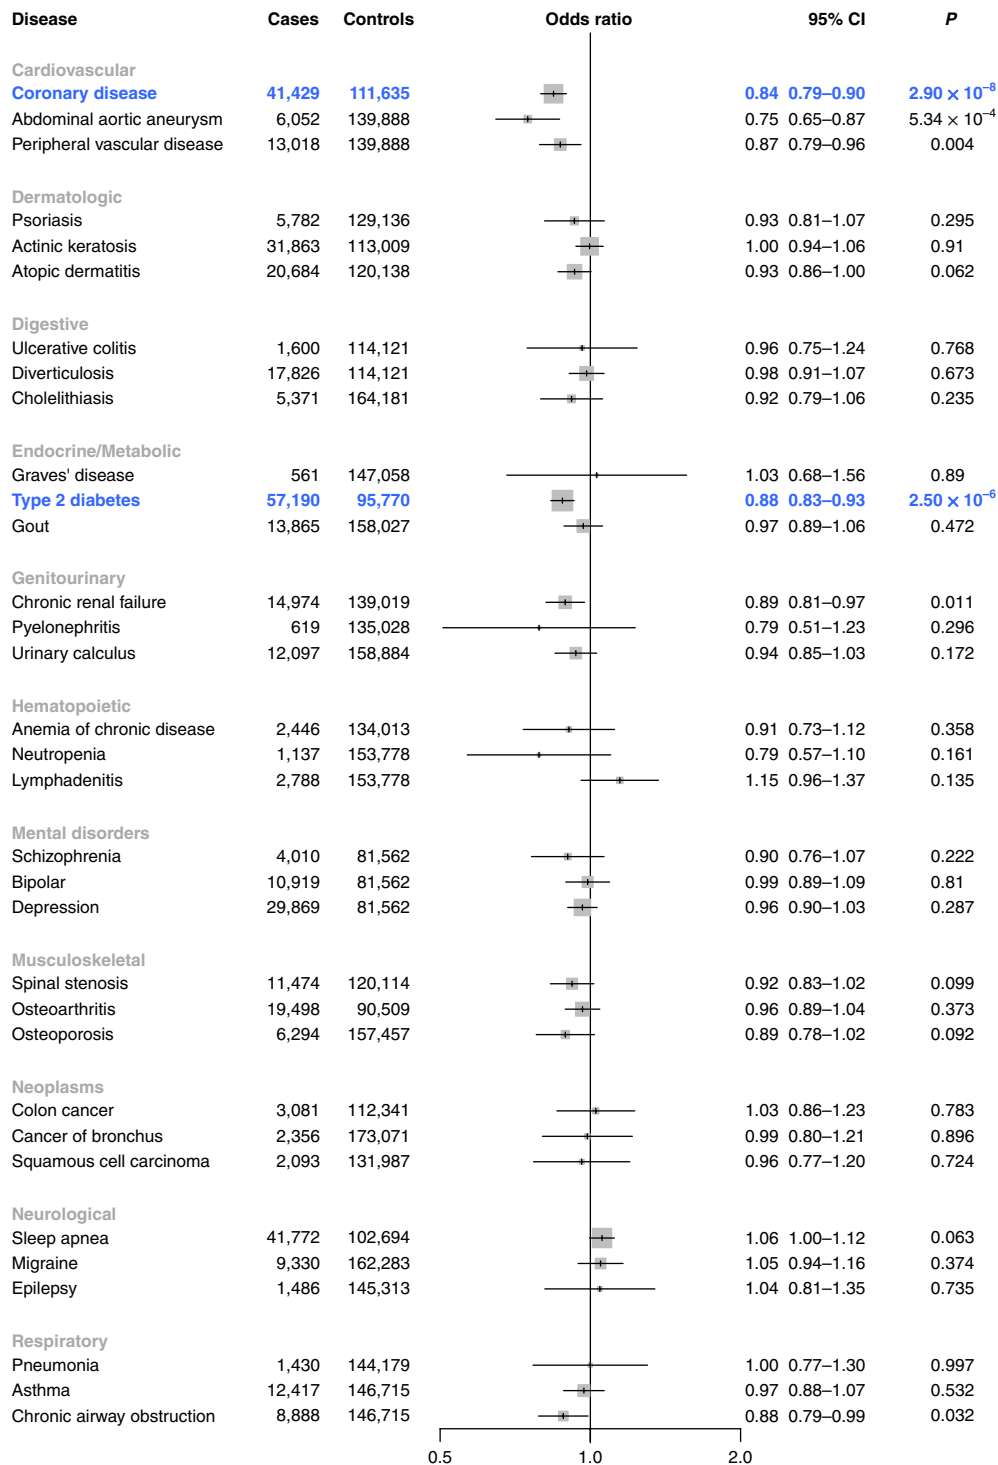 Disease Cases Controls Odds ratio 95% CI P
Cardiovascular
Coronary disease 41,429 111,635 0.84 0.79–0.90 2.90 × 10⁻⁸
Abdominal aortic aneurysm 6,052 139,888 0.75 0.65–0.87 5.34 × 10⁻⁴
Peripheral vascular disease 13,018 139,888 0.87 0.79–0.96 0.004
Dermatologic
Psoriasis 5,782 129,136 0.93 0.81–1.07 0.295
Actinic keratosis 31,863 113,009 1.00 0.94–1.06 0.91
Atopic dermatitis 20,684 120,138 0.93 0.86–1.00 0.062
Digestive
Ulcerative colitis 1,600 114,121 0.96 0.75–1.24 0.768
Diverticulosis 17,826 114,121 0.98 0.91–1.07 0.673
Cholelithiasis 5,371 164,181 0.92 0.79–1.06 0.235
Endocrine/Metabolic
Graves' disease 561 147,058 1.03 0.68–1.56 0.89
Type 2 diabetes 57,190 95,770 0.88 0.83–0.93 2.50 × 10⁻⁶
Gout 13,865 158,027 0.97 0.89–1.06 0.472
Genitourinary
Chronic renal failure 14,974 139,019 0.89 0.81–0.97 0.011
Pyelonephritis 619 135,028 0.79 0.51–1.23 0.296
Urinary calculus 12,097 158,884 0.94 0.85–1.03 0.172
Hematopoietic
Anemia of chronic disease 2,446 134,013 0.91 0.73–1.12 0.358
Neutropenia 1,137 153,778 0.79 0.57–1.10 0.161
Lymphadenitis 2,788 153,778 1.15 0.96–1.37 0.135
Mental disorders
Schizophrenia 4,010 81,562 0.90 0.76–1.07 0.222
Bipolar 10,919 81,562 0.99 0.89–1.09 0.81
Depression 29,869 81,562 0.96 0.90–1.03 0.287
Musculoskeletal
Spinal stenosis 11,474 120,114 0.92 0.83–1.02 0.099
Osteoarthritis 19,498 90,509 0.96 0.89–1.04 0.373
Osteoporosis 6,294 157,457 0.89 0.78–1.02 0.092
Neoplasms
Colon cancer 3,081 112,341 1.03 0.86–1.23 0.783
Cancer of bronchus 2,356 173,071 0.99 0.80–1.21 0.896
Squamous cell carcinoma 2,093 131,987 0.96 0.77–1.20 0.724
Neurological
Sleep apnea 41,772 102,694 1.06 1.00–1.12 0.063
Migraine 9,330 162,283 1.05 0.94–1.16 0.374
Epilepsy 1,486 145,313 1.04 0.81–1.35 0.735
Respiratory
Pneumonia 1,430 144,179 1.00 0.77–1.30 0.997
Asthma 12,417 146,715 0.97 0.88–1.07 0.532
Chronic airway obstruction 8,888 146,715 0.88 0.79–0.99 0.032
0.5 1.0 2.0